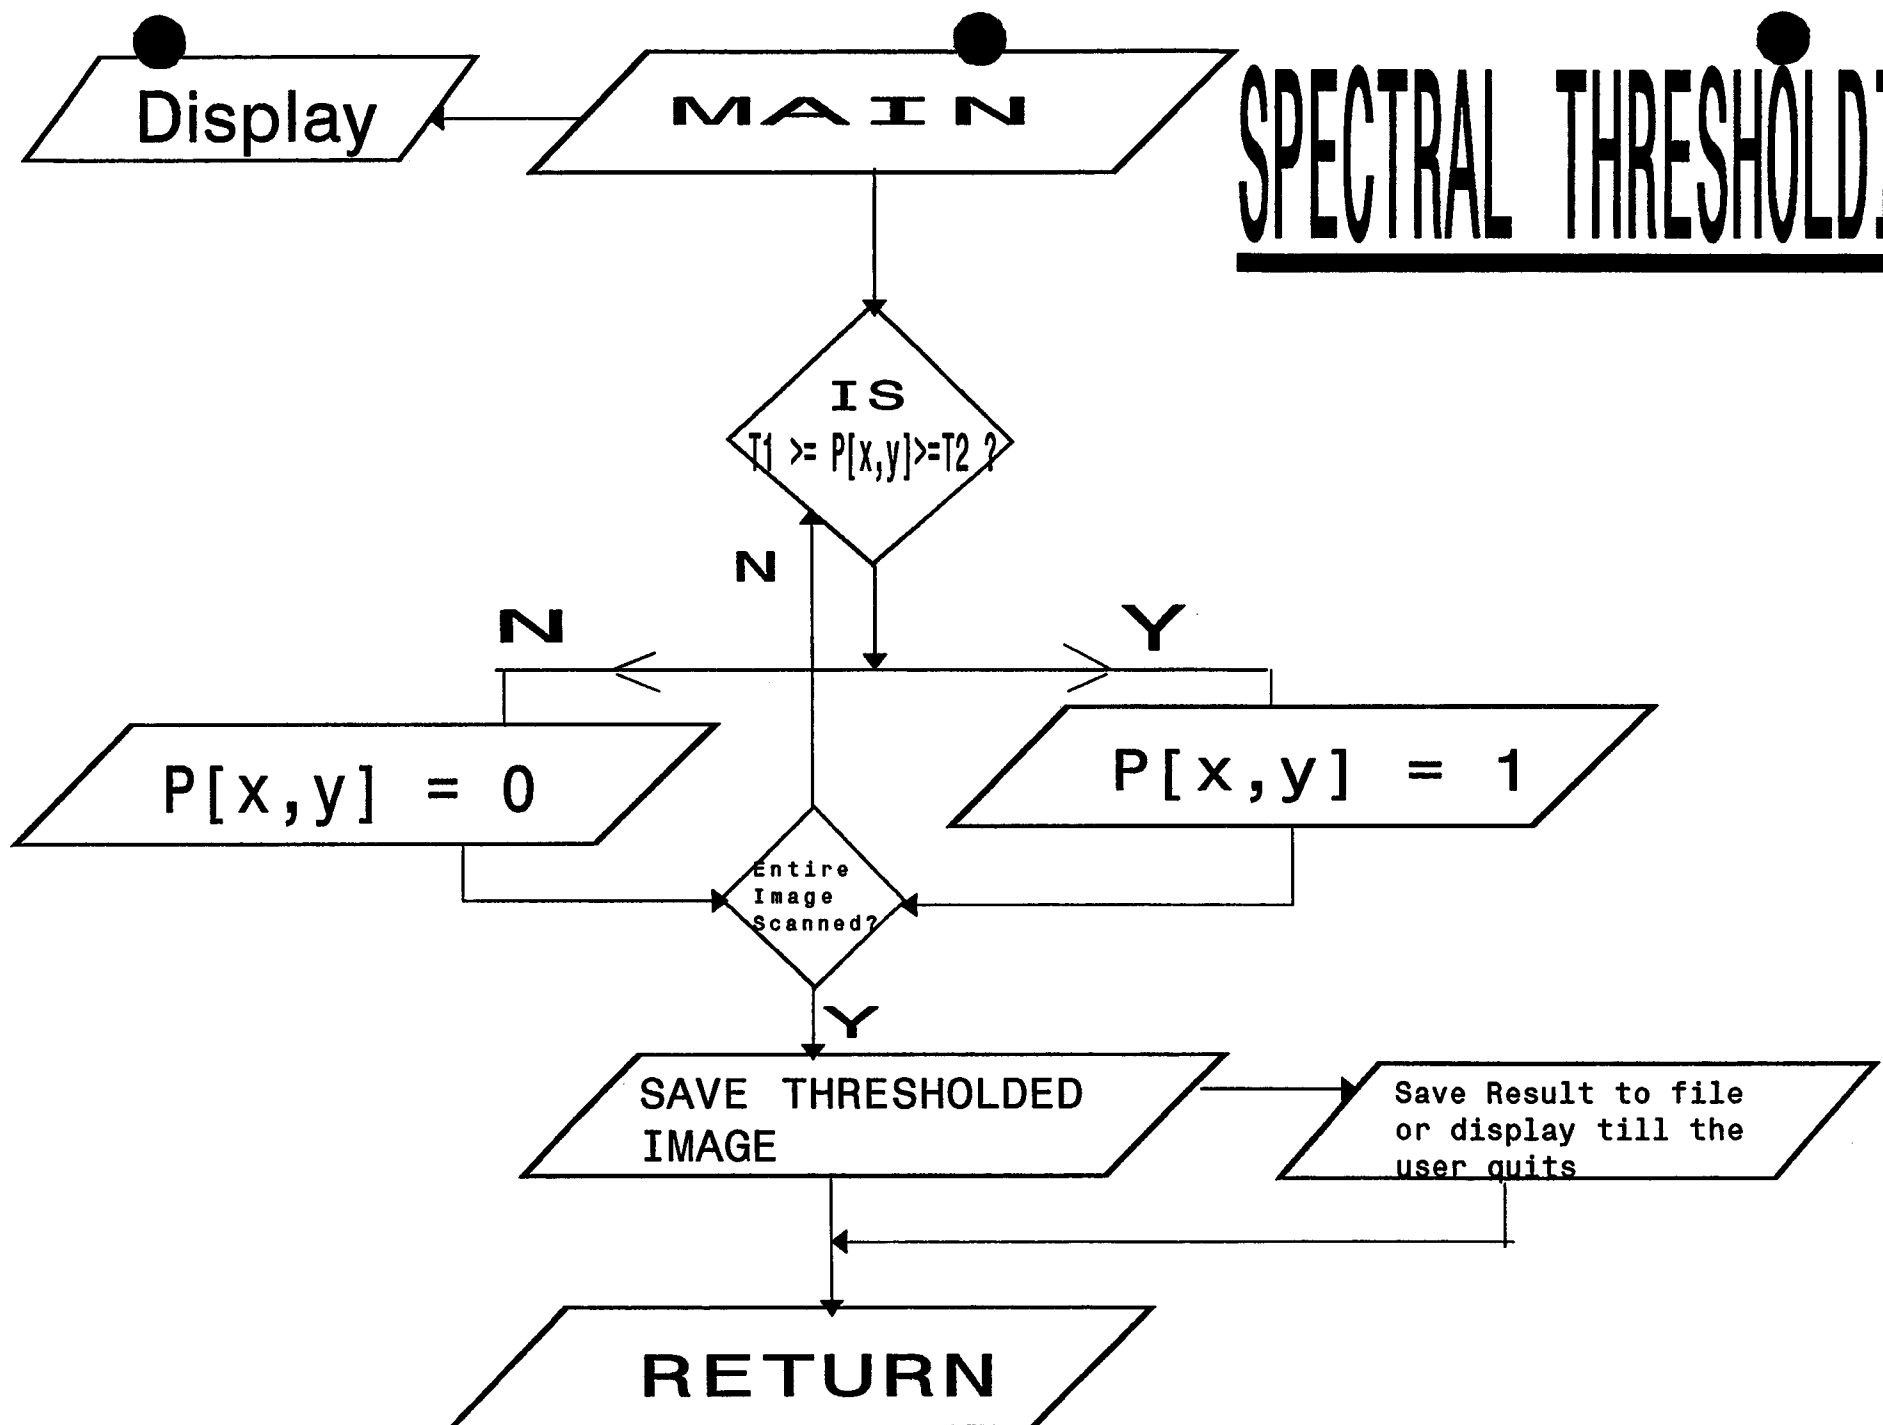 Display
MAIN
SPECTRAL THRESHOLDI
IS
T1 >= P[x,y]>=T2 ?
N
N
Y
P[x,y] = 0
P[x,y] = 1
Entire
Image
Scanned?
Y
SAVE THRESHOLDED
IMAGE
Save Result to file
or display till the
user quits
RETURN